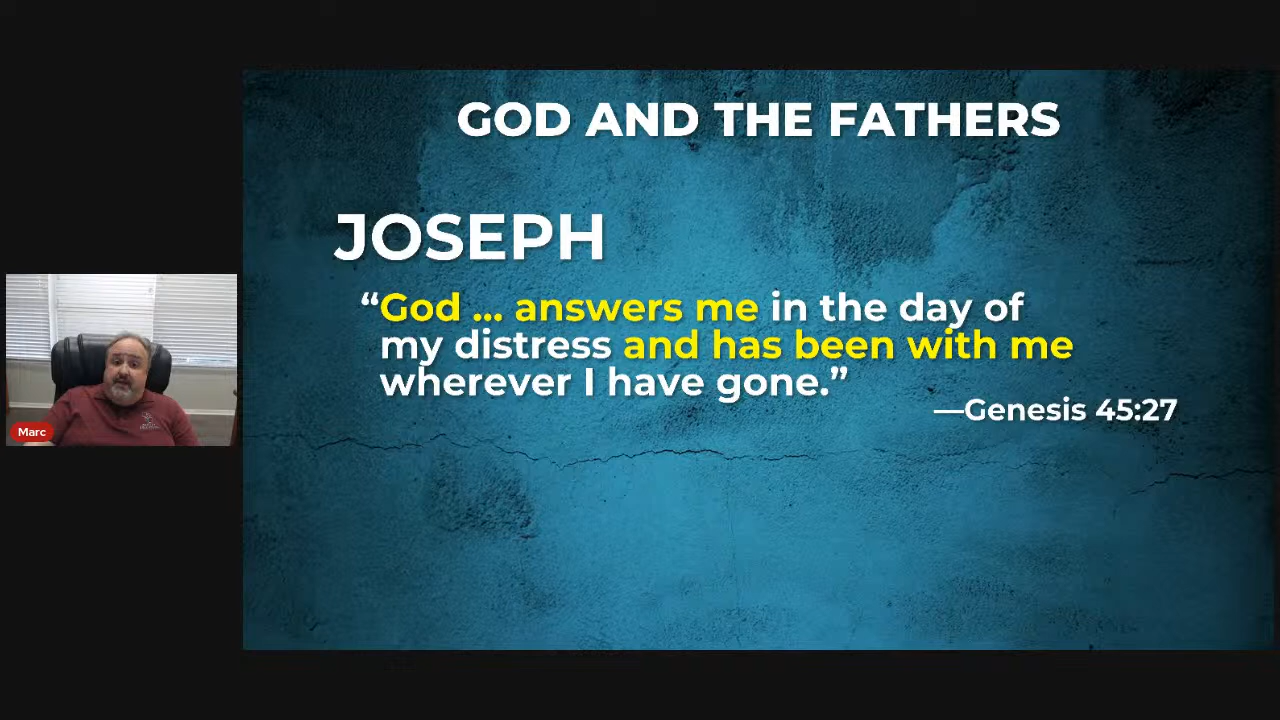 GOD AND THE FATHERS
JOSEPH
“God ... answers me in the day of
my distress and has been with me
wherever I have gone.”
—Genesis 45:27
Marc